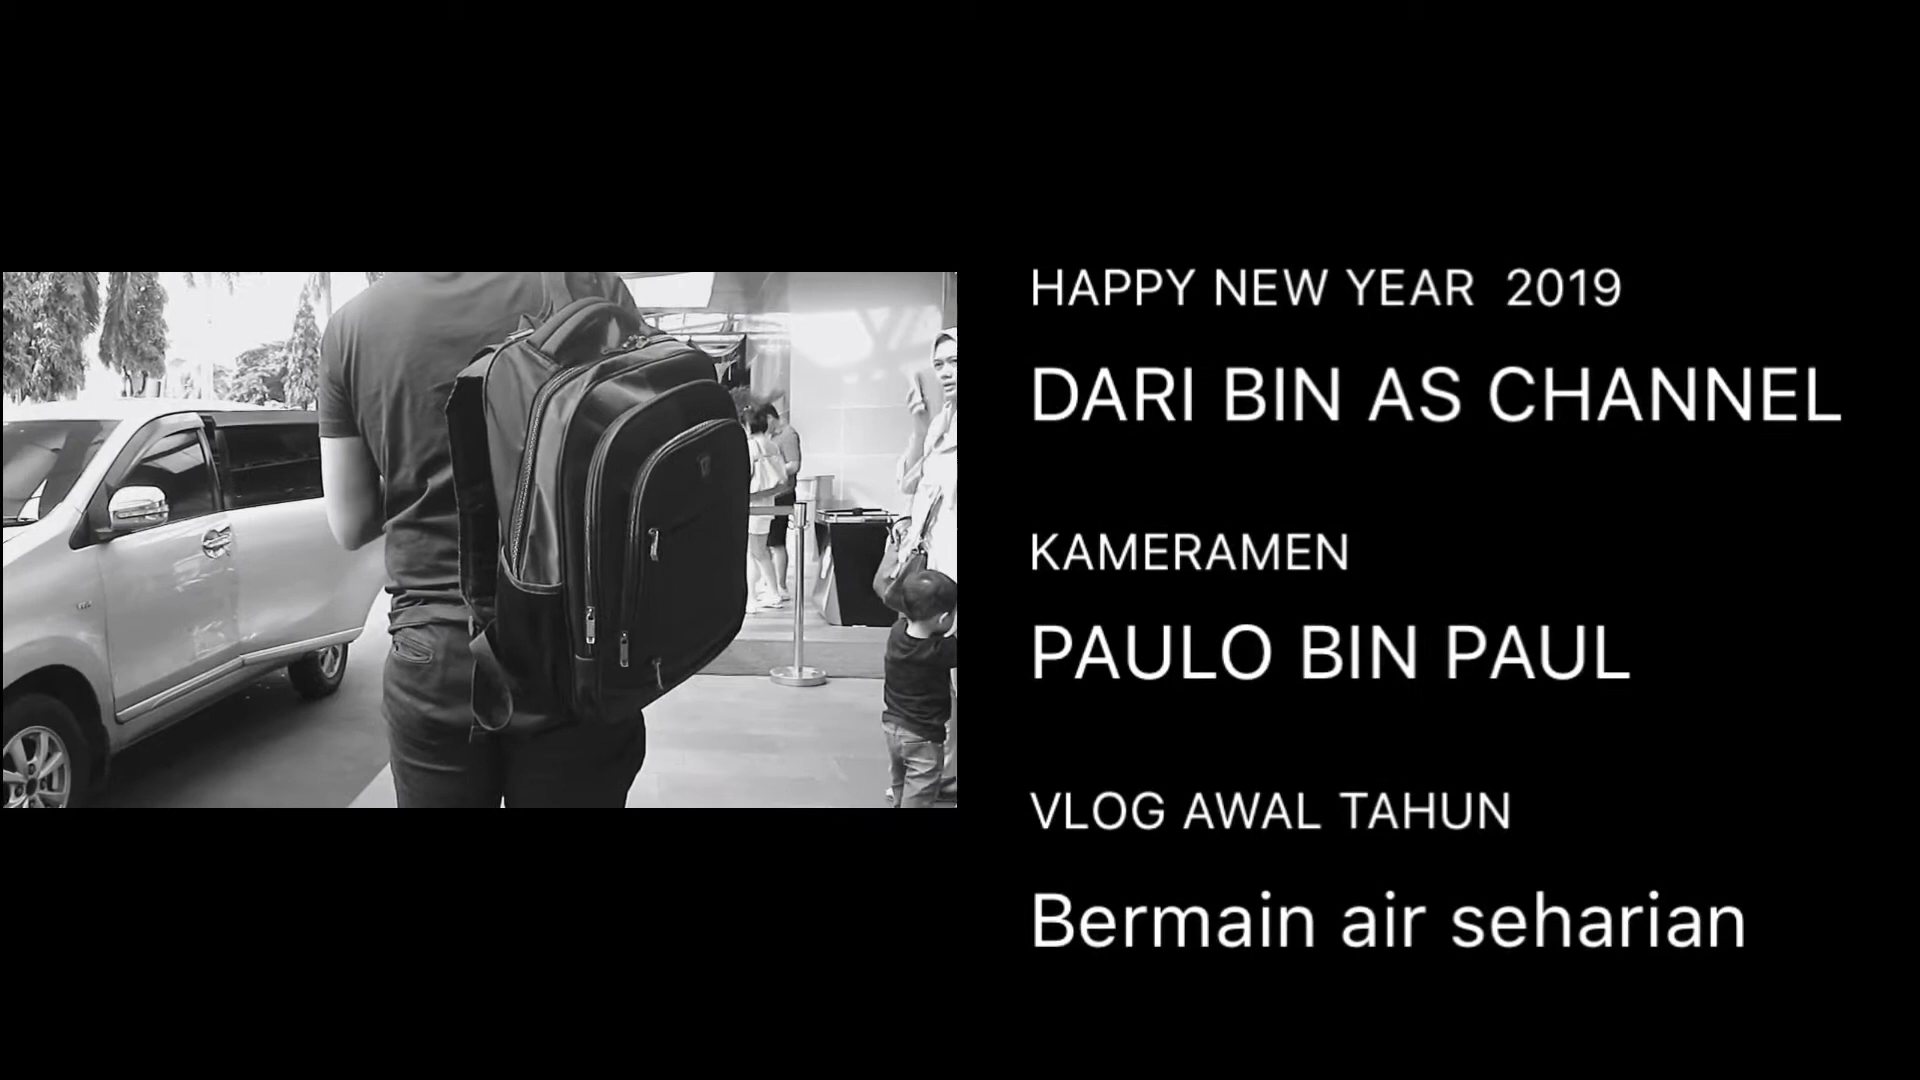 HAPPY NEW YEAR 2019
DARI BIN AS CHANNEL
KAMERAMEN
PAULO BIN PAUL
VLOG AWAL TAHUN
Bermain air seharian